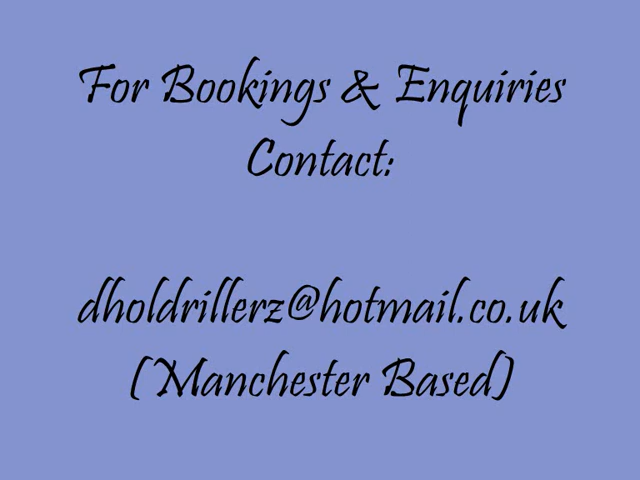 For Bookings & Enquiries
Contact:
dholdrillerz@hotmail.co.uk
(Manchester Based)